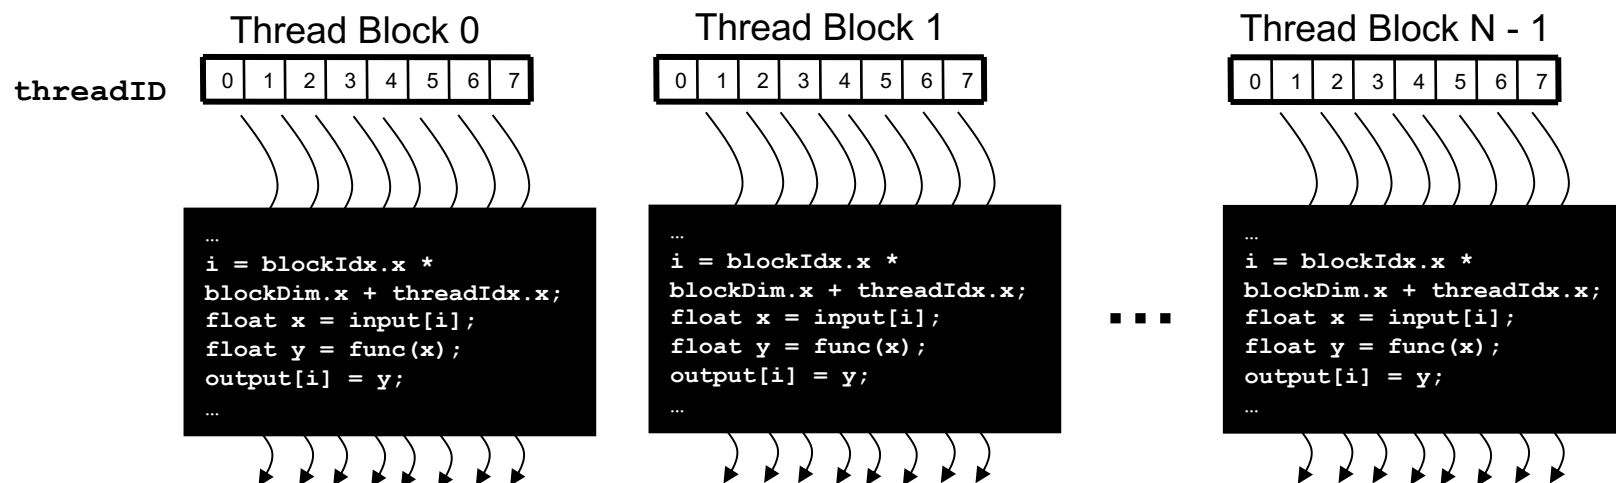 Thread Block 0
Thread Block 1
Thread Block N - 1
threadID
0 1 2 3 4 5 6 7
0 1 2 3 4 5 6 7
0 1 2 3 4 5 6 7
…
i = blockIdx.x *
blockDim.x + threadIdx.x;
float x = input[i];
float y = func(x);
output[i] = y;
…
…
i = blockIdx.x *
blockDim.x + threadIdx.x;
float x = input[i];
float y = func(x);
output[i] = y;
…
...
…
i = blockIdx.x *
blockDim.x + threadIdx.x;
float x = input[i];
float y = func(x);
output[i] = y;
…